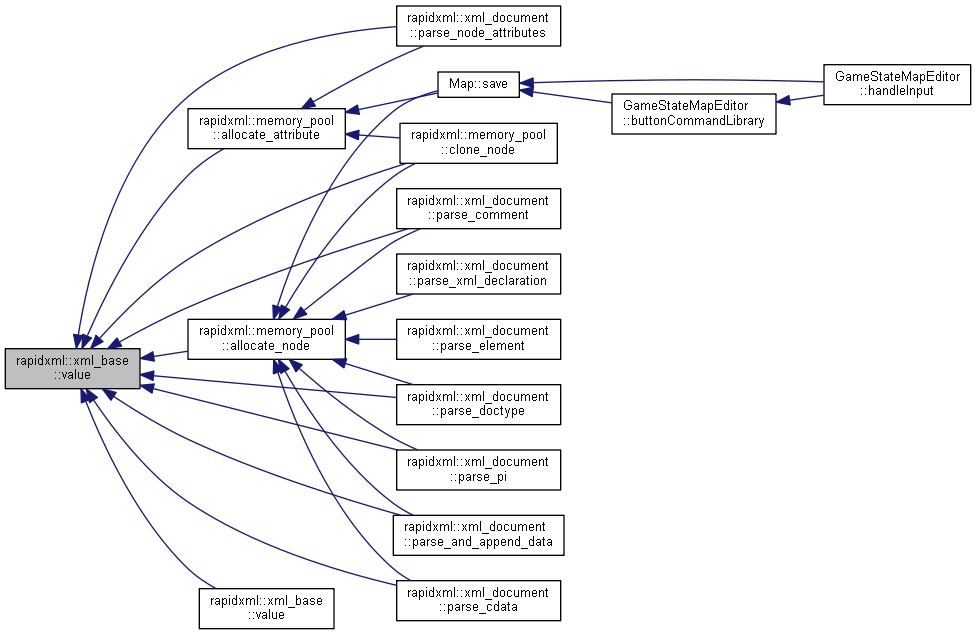 rapidxml::xml_document
::parse_node_attributes
Map::save
GameStateMapEditor
::handleInput
GameStateMapEditor
::buttonCommandLibrary
rapidxml::memory_pool
::allocate_attribute
rapidxml::memory_pool
::clone_node
rapidxml::xml_document
::parse_comment
rapidxml::xml_document
::parse_xml_declaration
rapidxml::memory_pool
::allocate_node
rapidxml::xml_document
::parse_element
rapidxml::xml_base
::value
rapidxml::xml_document
::parse_doctype
rapidxml::xml_document
::parse_pi
rapidxml::xml_document
::parse_and_append_data
rapidxml::xml_document
::parse_cdata
rapidxml::xml_base
::value